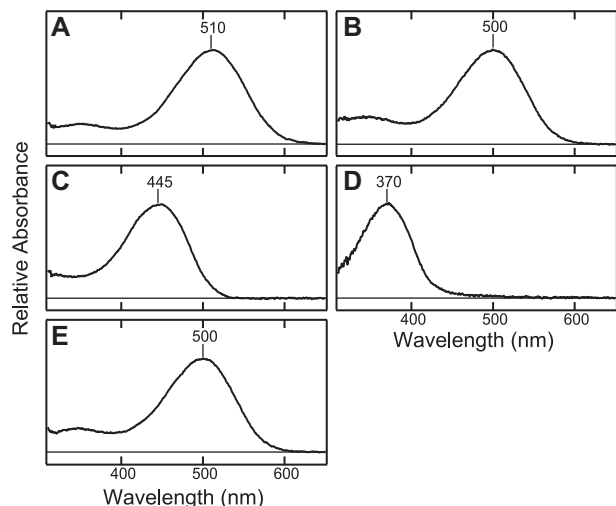 A
510
B
500
C
445
D
370
E
500
Relative Absorbance
400 500 600
Wavelength (nm)
400 500 600
Wavelength (nm)